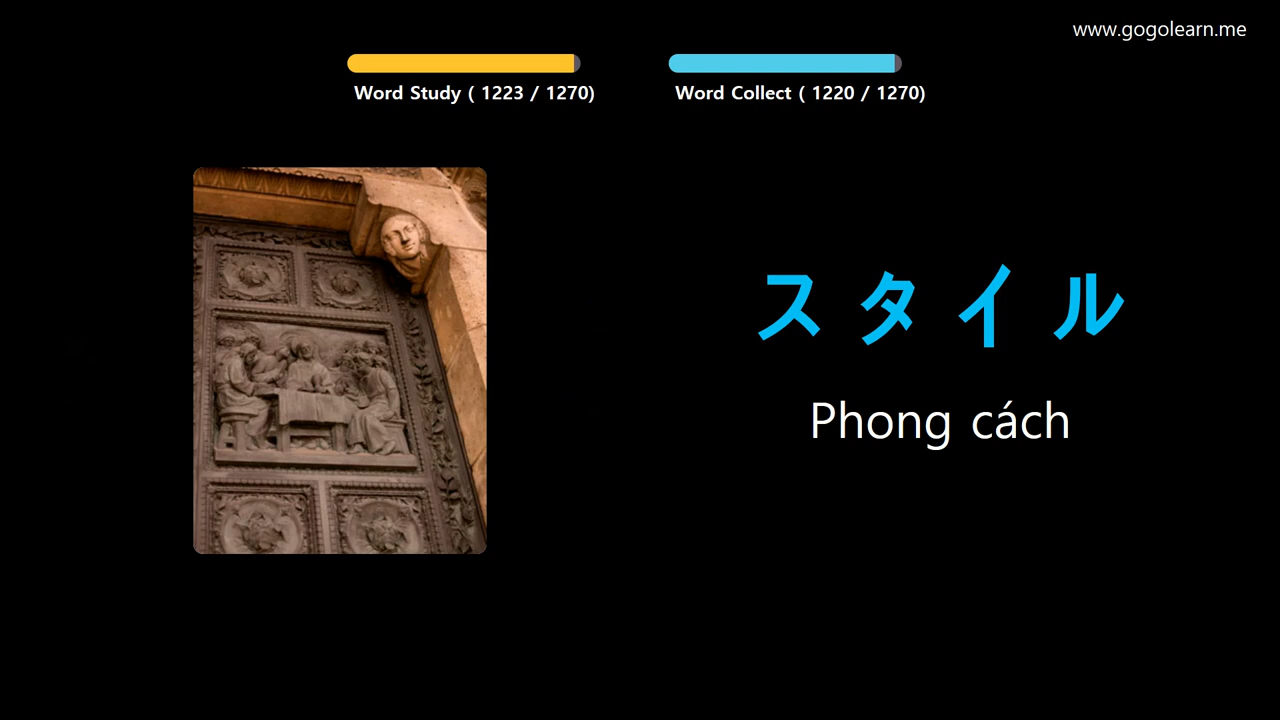 www.gogolearn.me
Word Study ( 1223 / 1270)
Word Collect ( 1220 / 1270)
スタイル
Phong cách